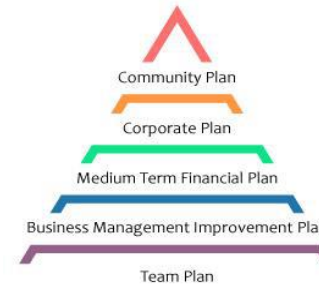 Community Plan
Corporate Plan
Medium Term Financial Plan
Business Management Improvement Pla
Team Plan